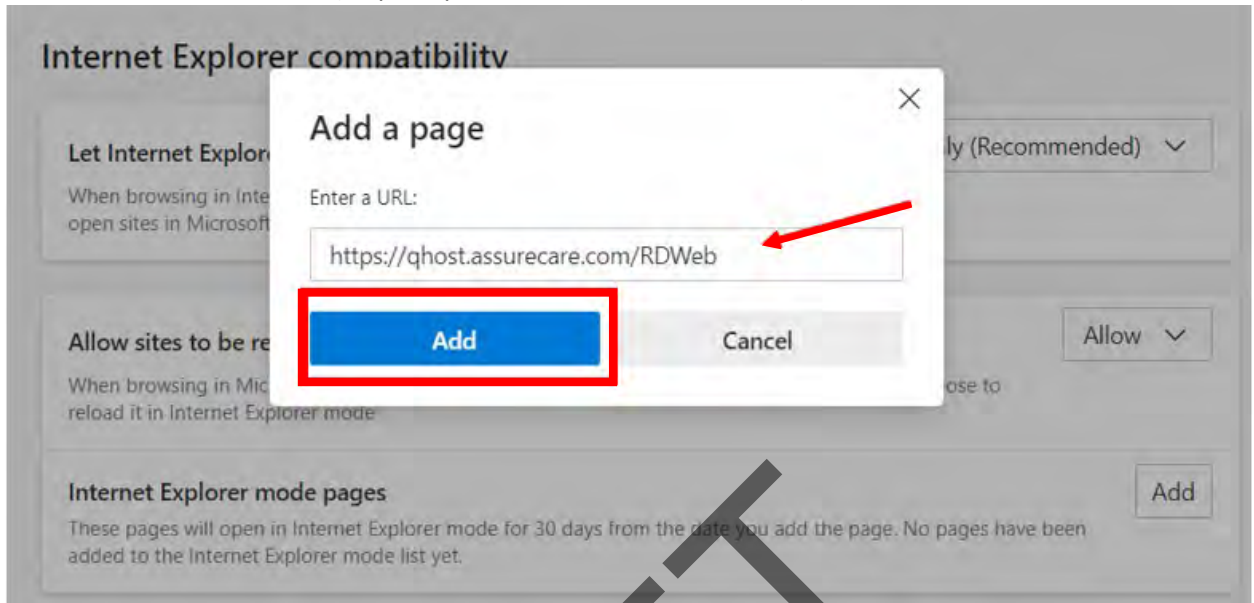 Internet Explorer compatibility
Add a page
Let Internet Explor
ly (Recommended)
When browsing in Inte
open sites in Microsoft
Enter a URL:
https://qhost.assurecare.com/RDWeb
Add
Cancel
Allow sites to be re
Allow
When browsing in Mic
ose to
reload it in Internet Explorer mode
Internet Explorer mode pages
Add
These pages will open in Internet Explorer mode for 30 days from the date you add the page. No pages have been
added to the Internet Explorer mode list yet.